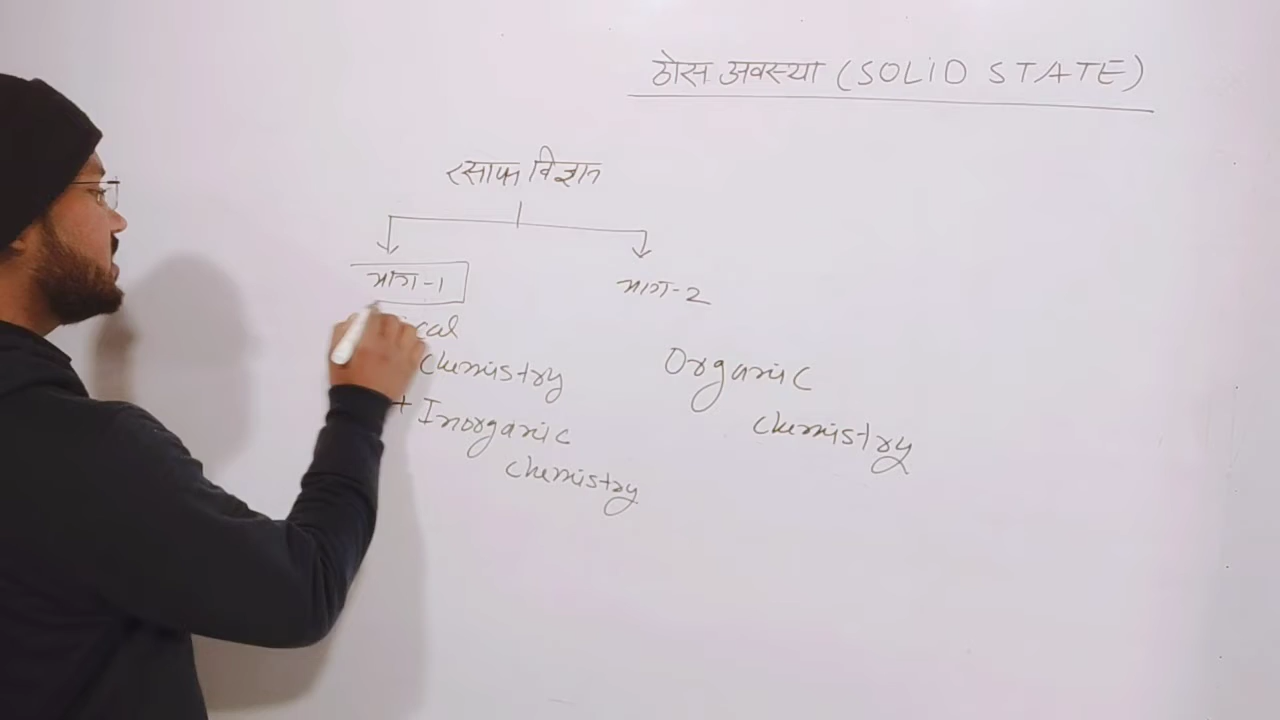 ठोस अवस्था (SOLiD STATE)
रसायन विज्ञान
भाग-1
भाग-2
chemistry
+ Inorganic
chemistry
Organic
chemistry